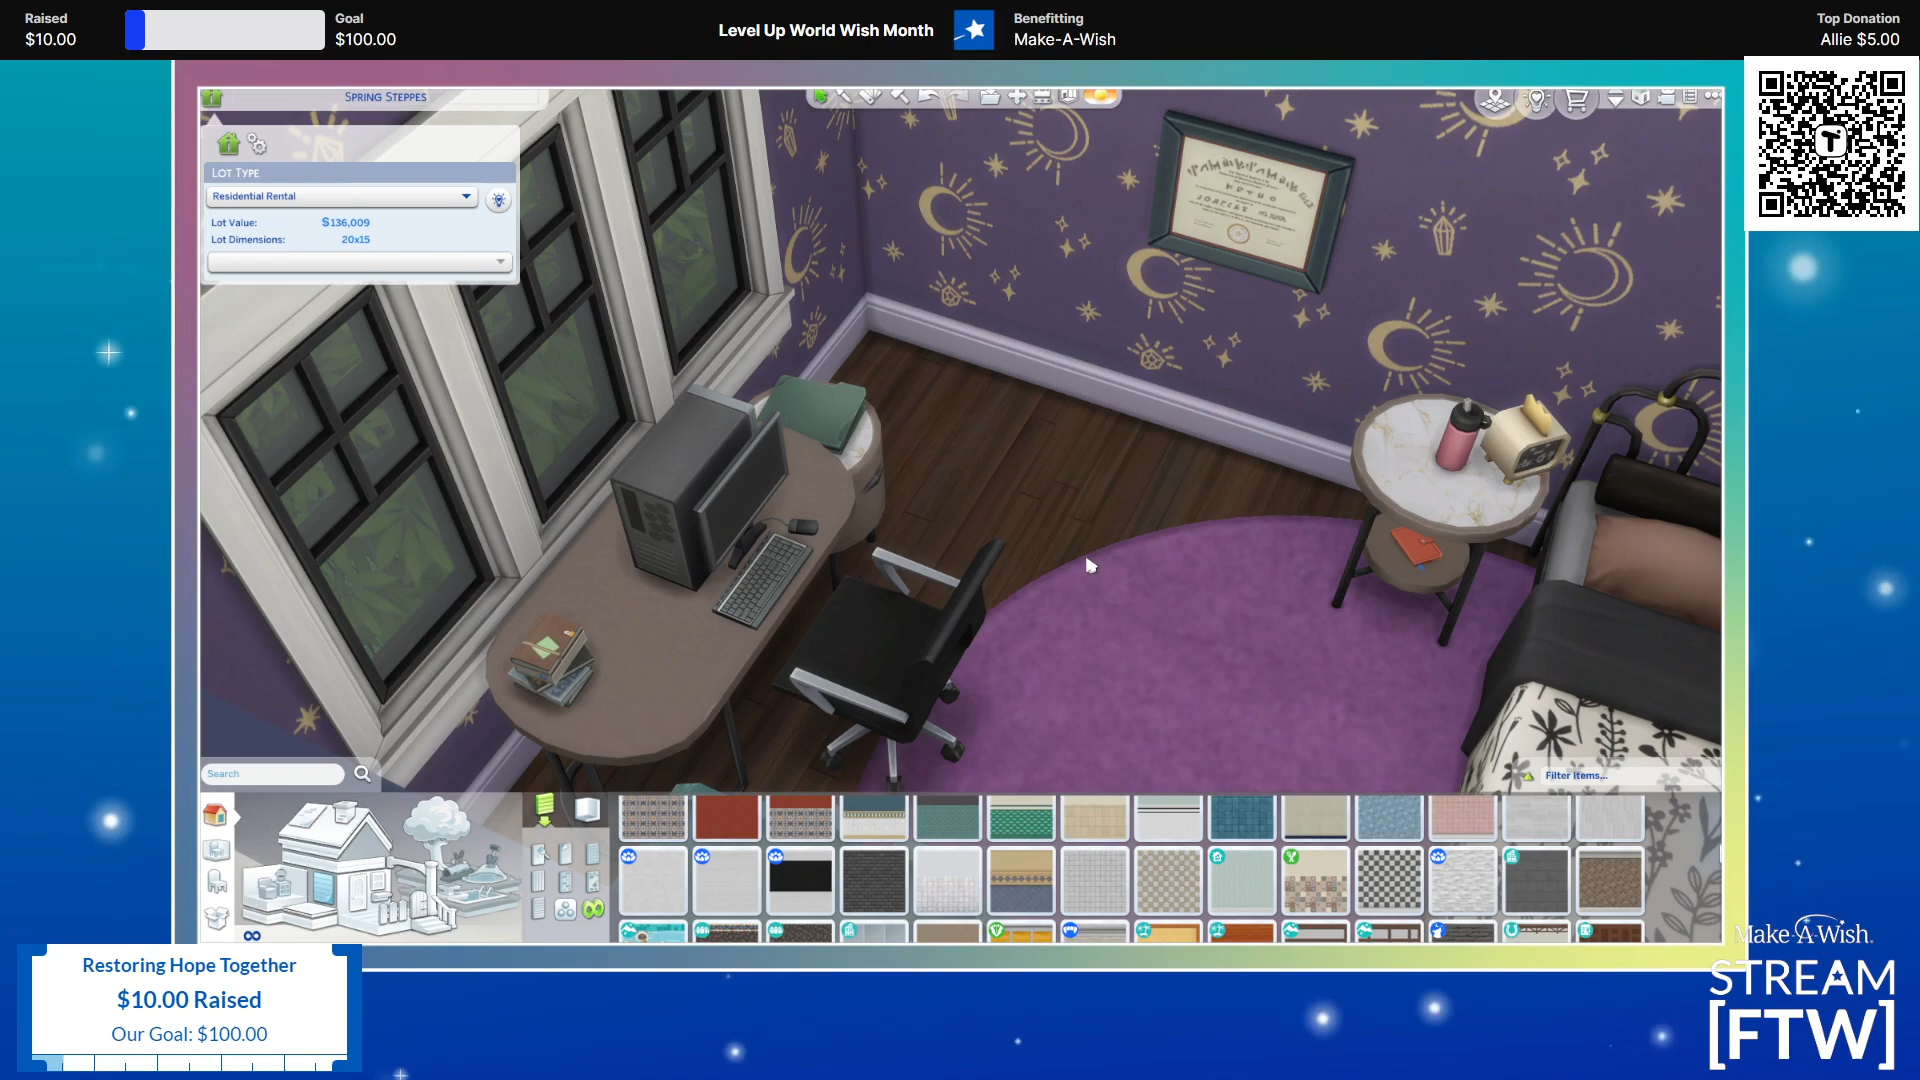 Raised
$10.00
Goal
$100.00
Level Up World Wish Month
Benefitting
Make-A-Wish
Top Donation
Allie $5.00
SPRING STEPPES
LOT TYPE
Residential Rental
Lot Value: $136,009
Lot Dimensions: 20x15
Search
Filter Items...
Restoring Hope Together
$10.00 Raised
Our Goal: $100.00
Make-A-Wish.
STREAM
[FTW]